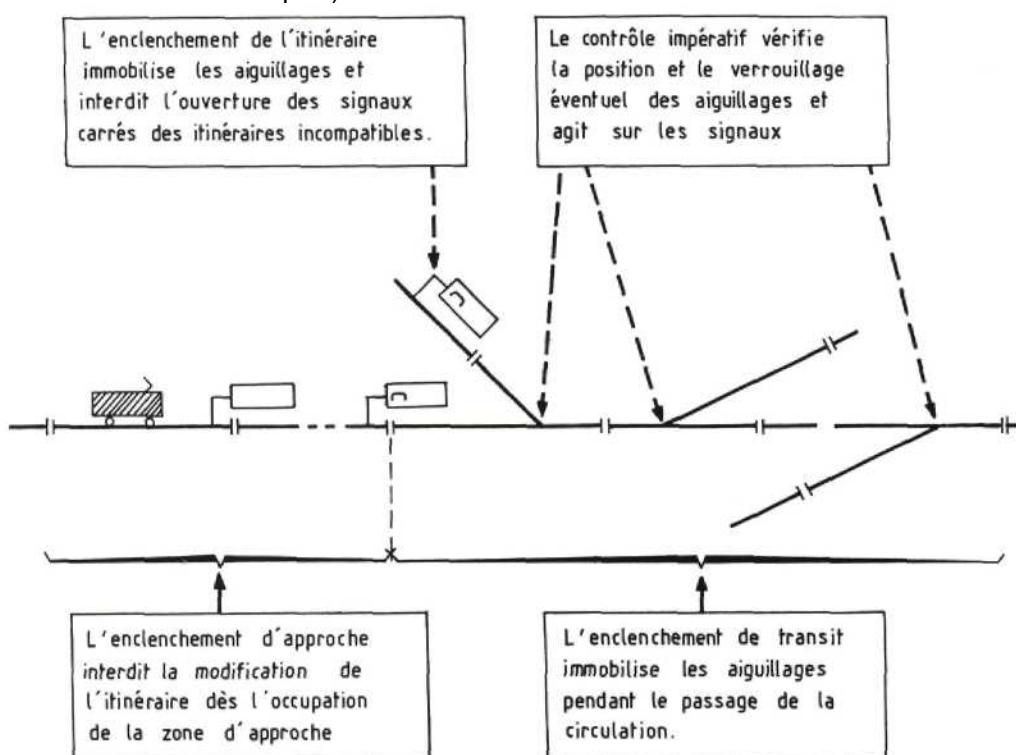 L'enclenchement de l'itinéraire
immobilise les aiguillages et
interdit l'ouverture des signaux
carrés des itinéraires incompatibles.
Le contrôle impératif vérifie
la position et le verrouillage
éventuel des aiguillages et
agit sur les signaux
L'enclenchement d'approche
interdit la modification de
l'itinéraire dès l'occupation
de la zone d'approche
L'enclenchement de transit
immobilise les aiguillages
pendant le passage de la
circulation.